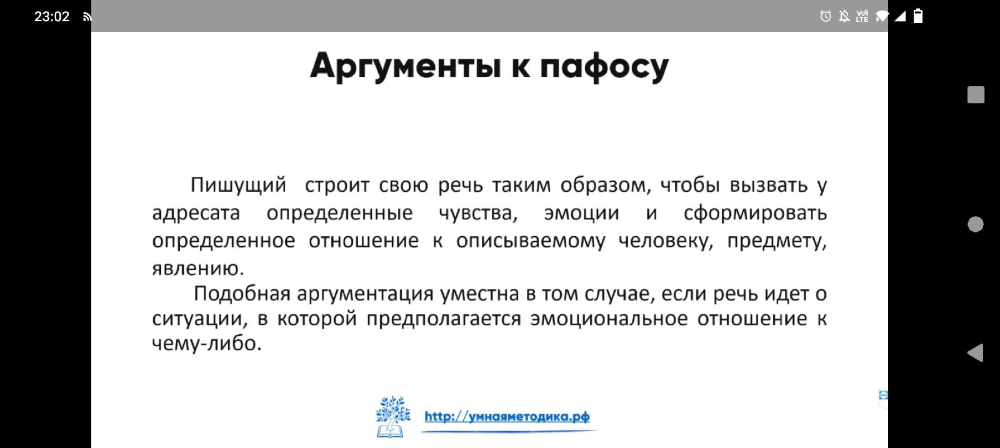 23:02
Vo)) LTE
Аргументы к пафосу
Пишущий строит свою речь таким образом, чтобы вызвать у
адресата определенные чувства, эмоции и сформировать
определенное отношение к описываемому человеку, предмету,
явлению.
Подобная аргументация уместна в том случае, если речь идет о
ситуации, в которой предполагается эмоциональное отношение к
чему-либо.
http://умнаяметодика.рф